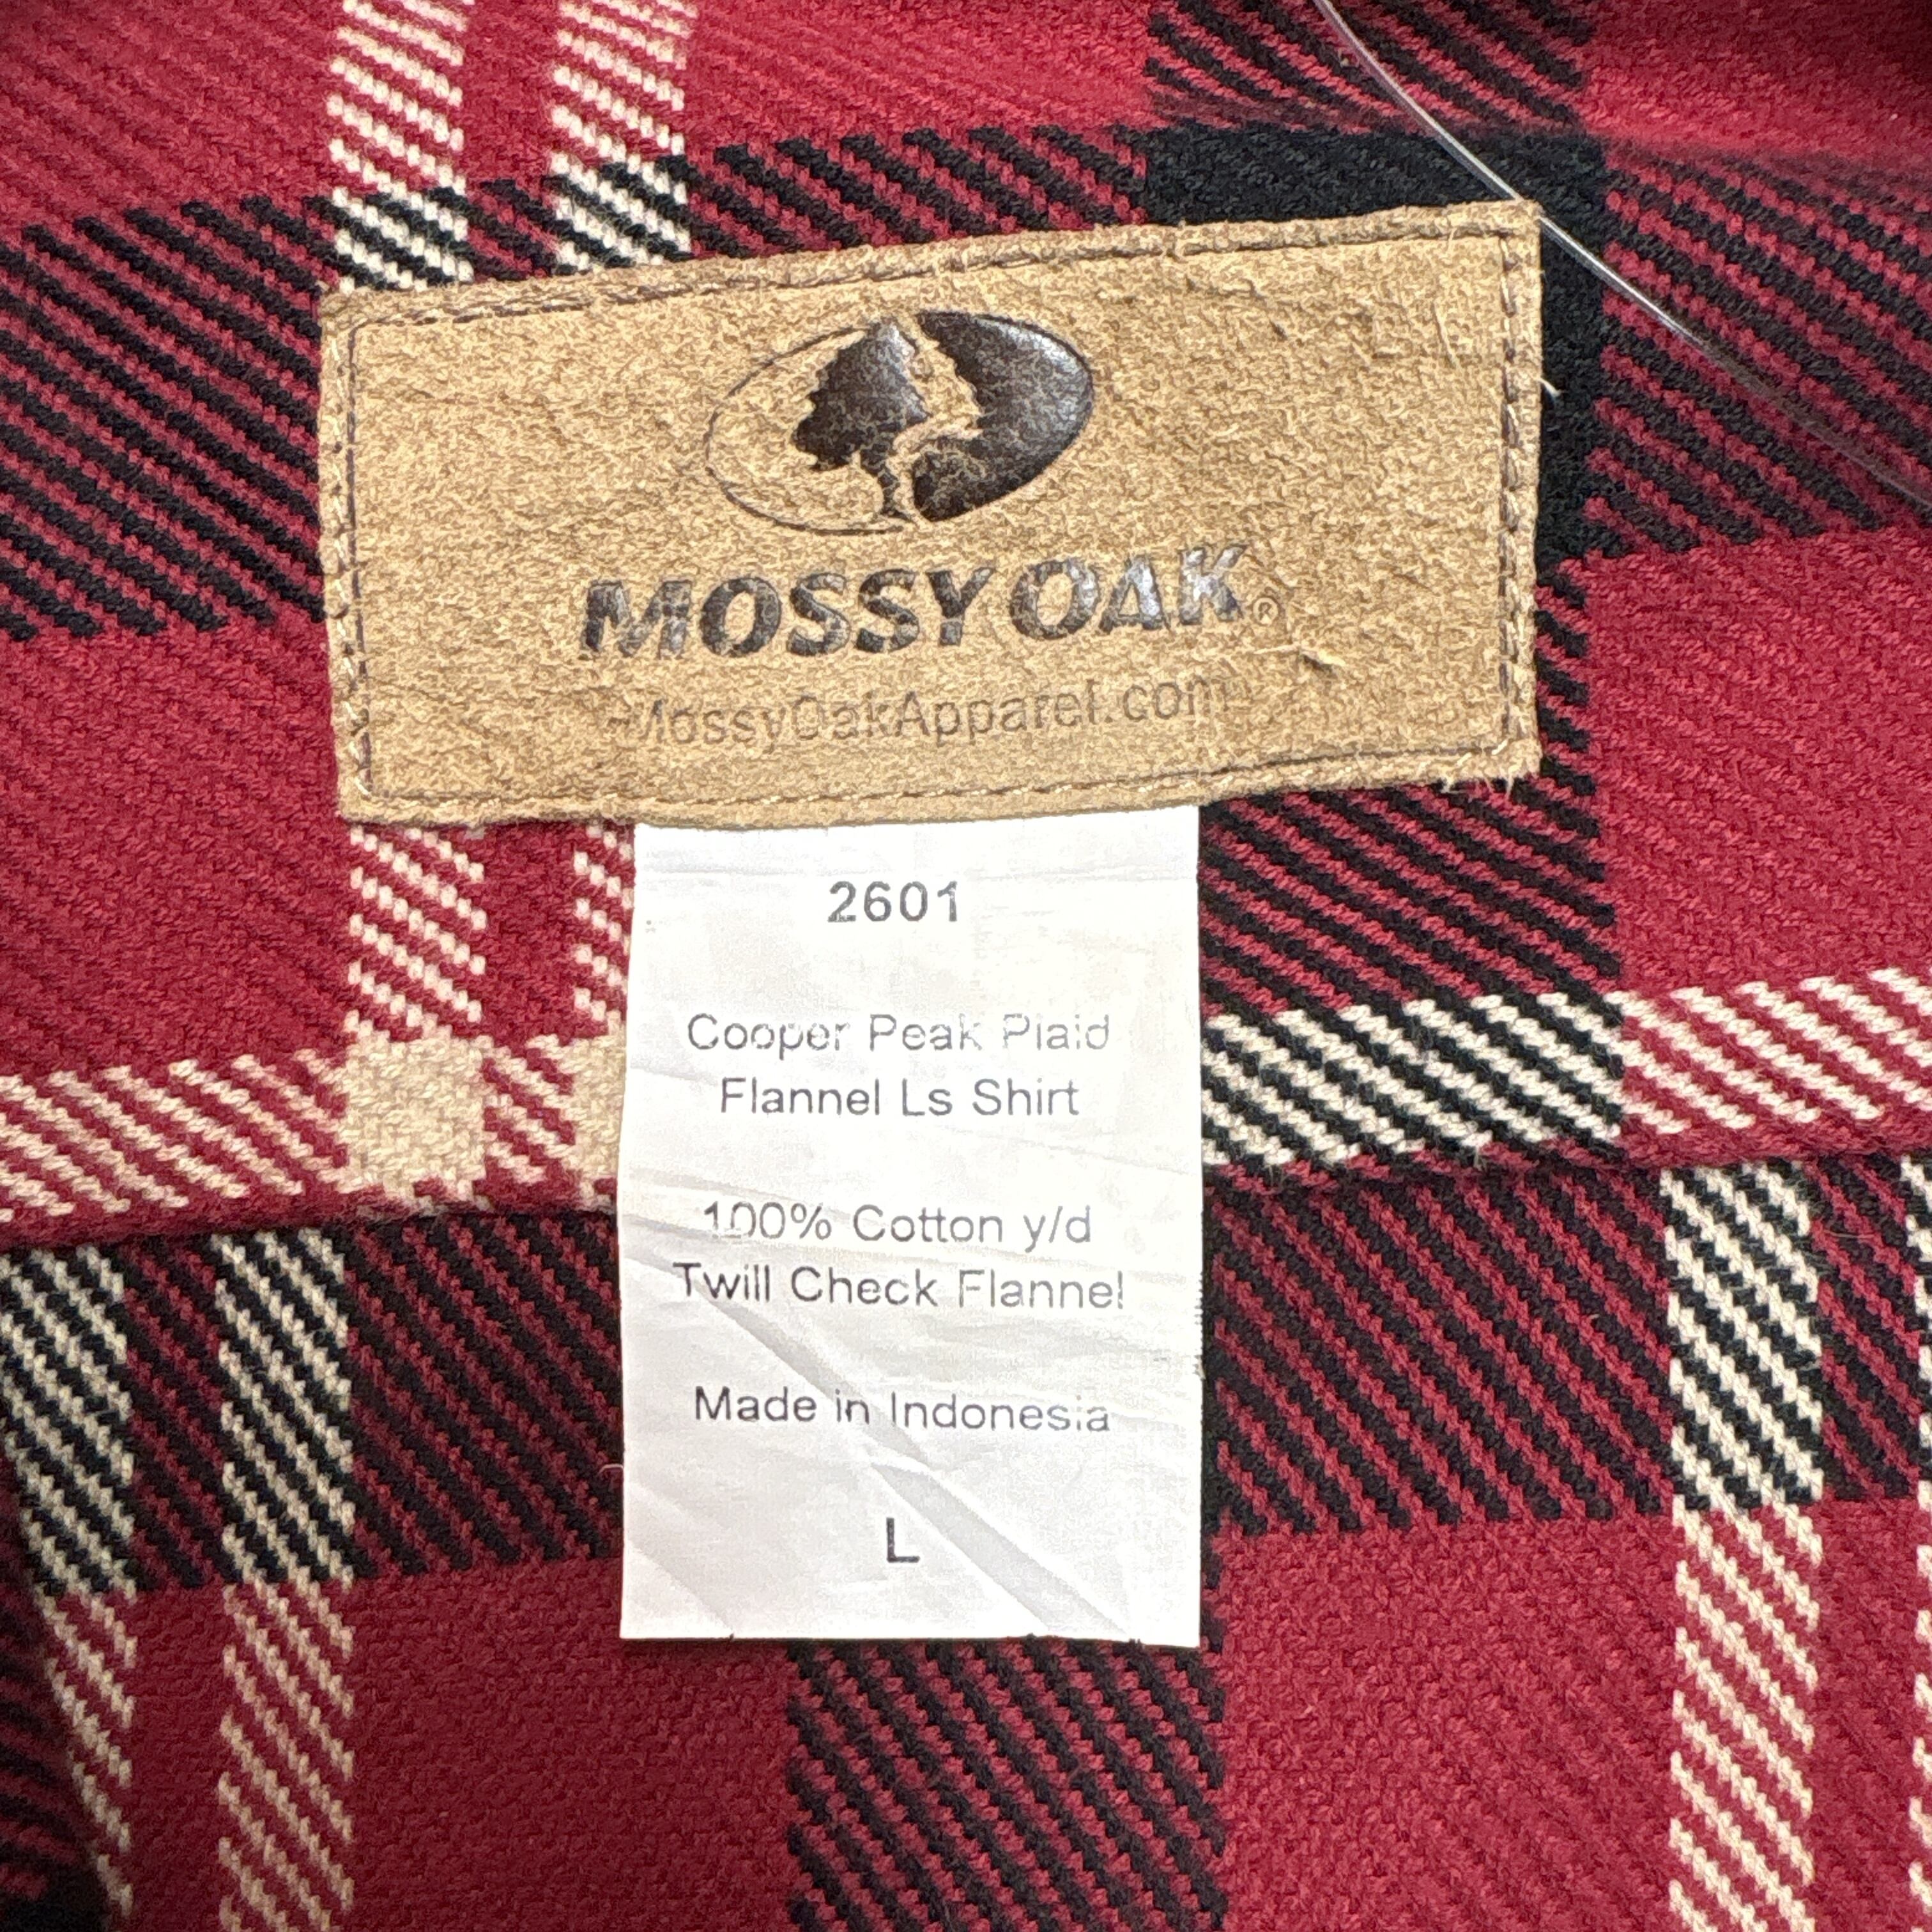 MOSSY OAK®
MossyOakApparel.com
2601
Cooper Peak Plaid
Flannel Ls Shirt
100% Cotton y/d
Twill Check Flannel
Made in Indonesia
L